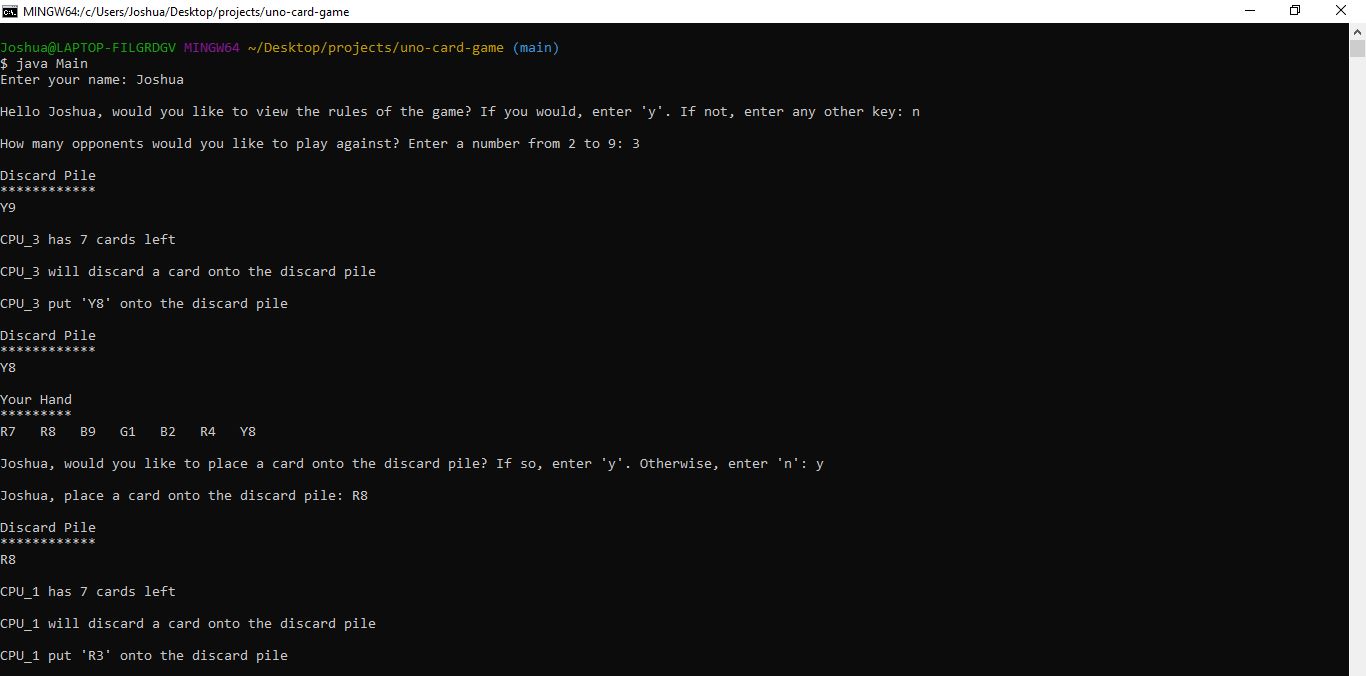 MINGW64:/c/Users/Joshua/Desktop/projects/uno-card-game
Joshua@LAPTOP-FILGRDGV MINGW64 ~/Desktop/projects/uno-card-game (main)
$ java Main
Enter your name: Joshua
Hello Joshua, would you like to view the rules of the game? If you would, enter 'y'. If not, enter any other key: n
How many opponents would you like to play against? Enter a number from 2 to 9: 3
Discard Pile
************
Y9
CPU_3 has 7 cards left
CPU_3 will discard a card onto the discard pile
CPU_3 put 'Y8' onto the discard pile
Discard Pile
************
Y8
Your Hand
*********
R7   R8   B9   G1   B2   R4   Y8
Joshua, would you like to place a card onto the discard pile? If so, enter 'y'. Otherwise, enter 'n': y
Joshua, place a card onto the discard pile: R8
Discard Pile
************
R8
CPU_1 has 7 cards left
CPU_1 will discard a card onto the discard pile
CPU_1 put 'R3' onto the discard pile